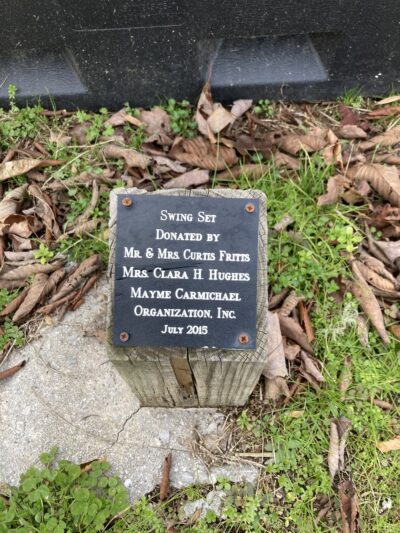 Swing Set
Donated by
Mr. & Mrs. Curtis Fritts
Mrs. Clara H. Hughes
Mayme Carmichael
Organization, Inc.
July 2015